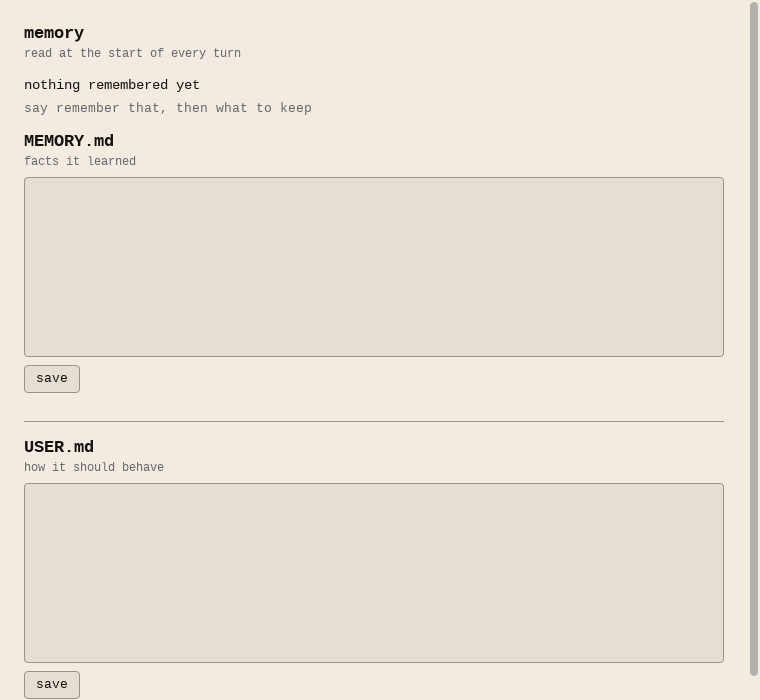 memory
read at the start of every turn
nothing remembered yet
say remember that, then what to keep
MEMORY.md
facts it learned
save
USER.md
how it should behave
save